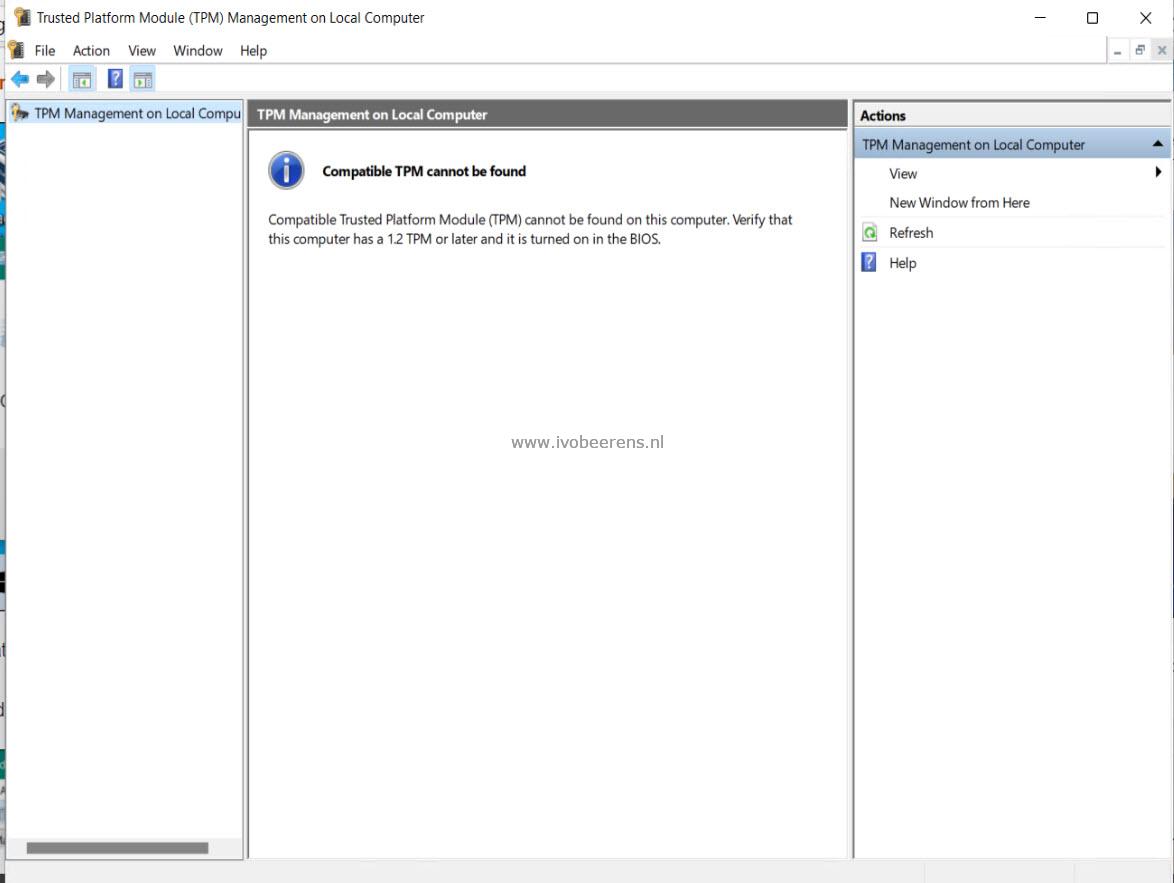 Trusted Platform Module (TPM) Management on Local Computer
File Action View Window Help
TPM Management on Local Compu
TPM Management on Local Computer
Compatible TPM cannot be found
Compatible Trusted Platform Module (TPM) cannot be found on this computer. Verify that
this computer has a 1.2 TPM or later and it is turned on in the BIOS.
www.ivobeerens.nl
Actions
TPM Management on Local Computer
View
New Window from Here
Refresh
Help